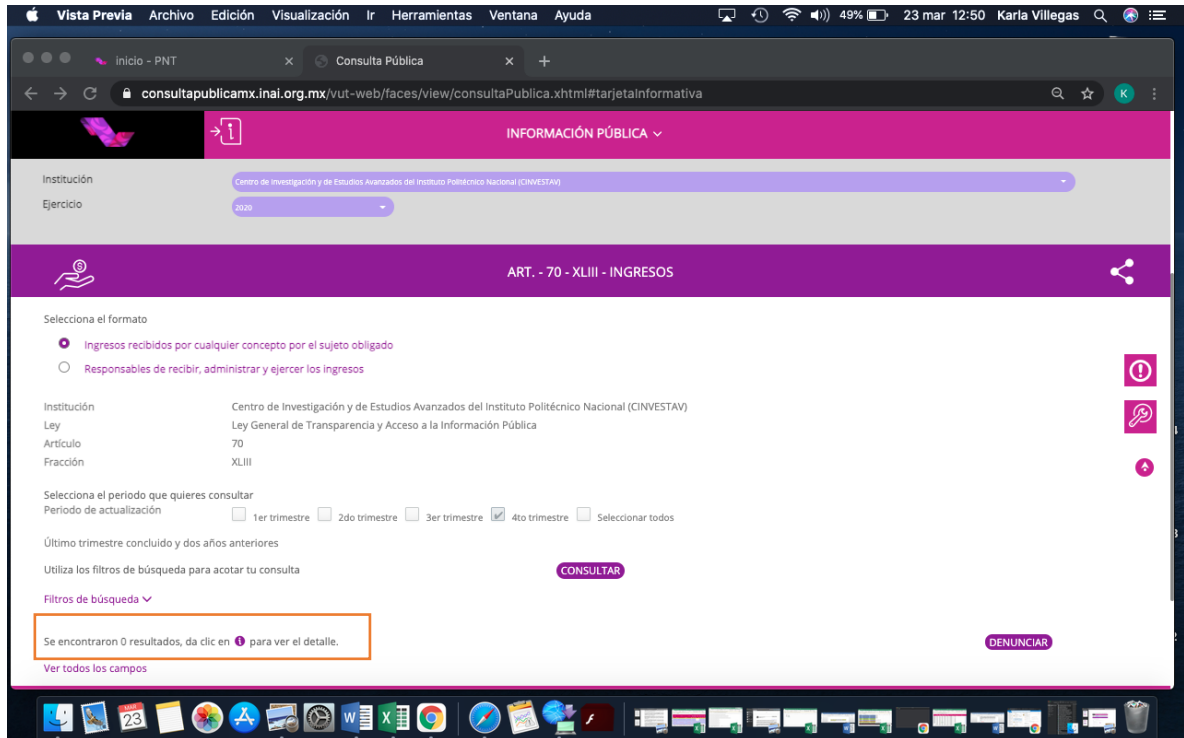 Vista Previa Archivo Edición Visualización Ir Herramientas Ventana Ayuda 49% 23 mar 12:50 Karla Villegas
inicio - PNT Consulta Pública
consultapublicamx.inai.org.mx/vut-web/faces/view/consultaPublica.xhtml#tarjetaInformativa K
INFORMACIÓN PÚBLICA
Institución Centro de Investigación y de Estudios Avanzados del Instituto Politécnico Nacional (CINVESTAV)
Ejercicio 2020
ART. - 70 - XLIII - INGRESOS
Selecciona el formato
Ingresos recibidos por cualquier concepto por el sujeto obligado
Responsables de recibir, administrar y ejercer los ingresos
Institución Centro de Investigación y de Estudios Avanzados del Instituto Politécnico Nacional (CINVESTAV)
Ley Ley General de Transparencia y Acceso a la Información Pública
Artículo 70
Fracción XLIII
Selecciona el periodo que quieres consultar
Periodo de actualización 1er trimestre 2do trimestre 3er trimestre 4to trimestre Seleccionar todos
Último trimestre concluido y dos años anteriores
Utiliza los filtros de búsqueda para acotar tu consulta CONSULTAR
Filtros de búsqueda
Se encontraron 0 resultados, da clic en para ver el detalle. DENUNCIAR
Ver todos los campos
MAR
23